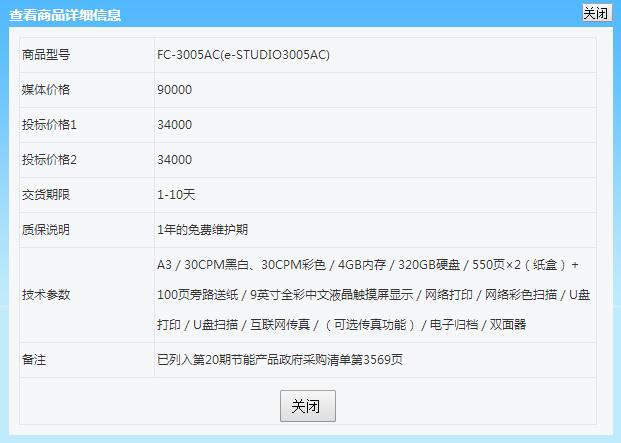 查看商品详细信息 关闭
商品型号 FC-3005AC(e-STUDIO3005AC)
媒体价格 90000
投标价格1 34000
投标价格2 34000
交货期限 1-10天
质保说明 1年的免费维护期
技术参数 A3 / 30CPM黑白、30CPM彩色 / 4GB内存 / 320GB硬盘 / 550页×2（纸盒）+
100页旁路送纸 / 9英寸全彩中文液晶触摸屏显示 / 网络打印 / 网络彩色扫描 / U盘
打印 / U盘扫描 / 互联网传真 / （可选传真功能） / 电子归档 / 双面器
备注 已列入第20期节能产品政府采购清单第3569页
关闭